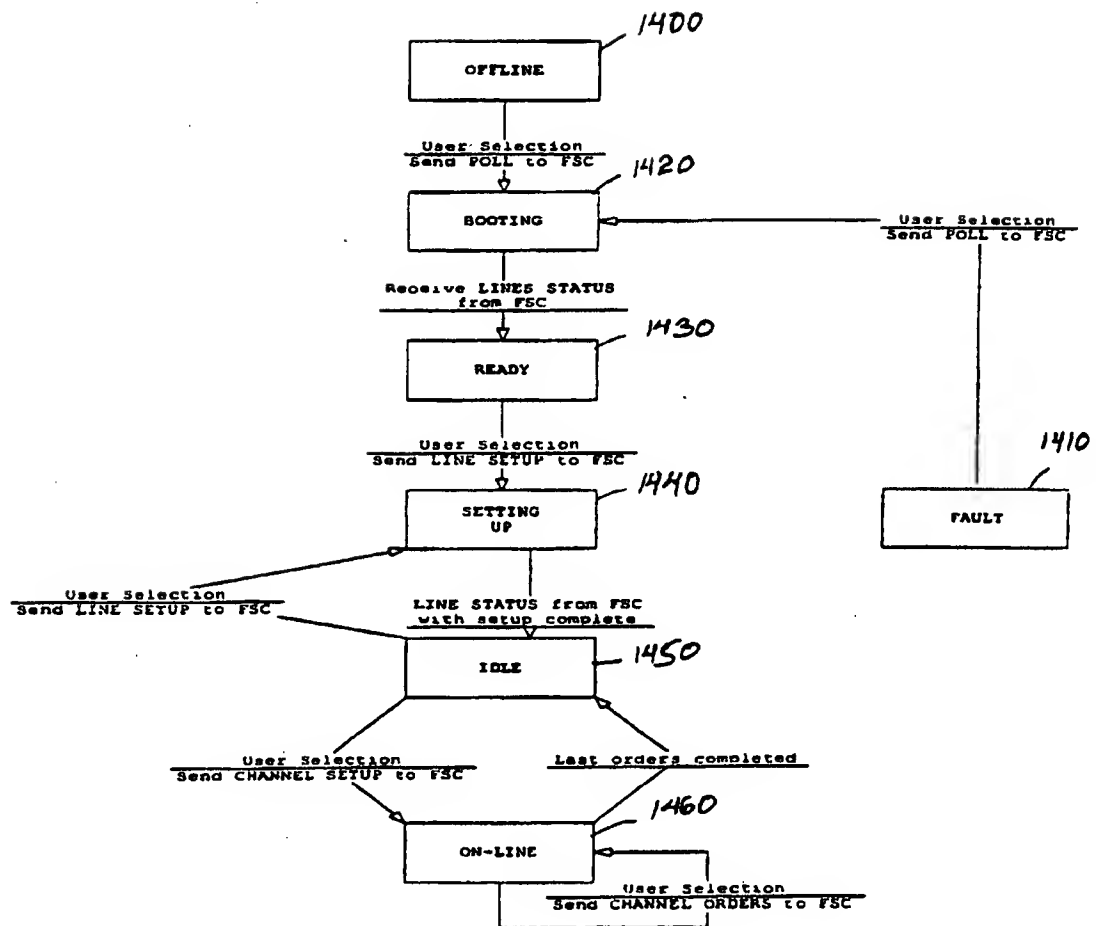 1400
OFFLINE
User Selection
Send POLL to FSC
1420
BOOTING
User Selection
Send POLL to FSC
Receive LINES STATUS
from FSC
1430
READY
User Selection
Send LINE SETUP to FSC
1440
SETTING
UP
1410
FAULT
User Selection
Send LINE SETUP to FSC
LINE STATUS from FSC
with setup complete
1450
IDLE
User Selection
Send CHANNEL SETUP to FSC
Last orders completed
1460
ON-LINE
User Selection
Send CHANNEL ORDERS to FSC